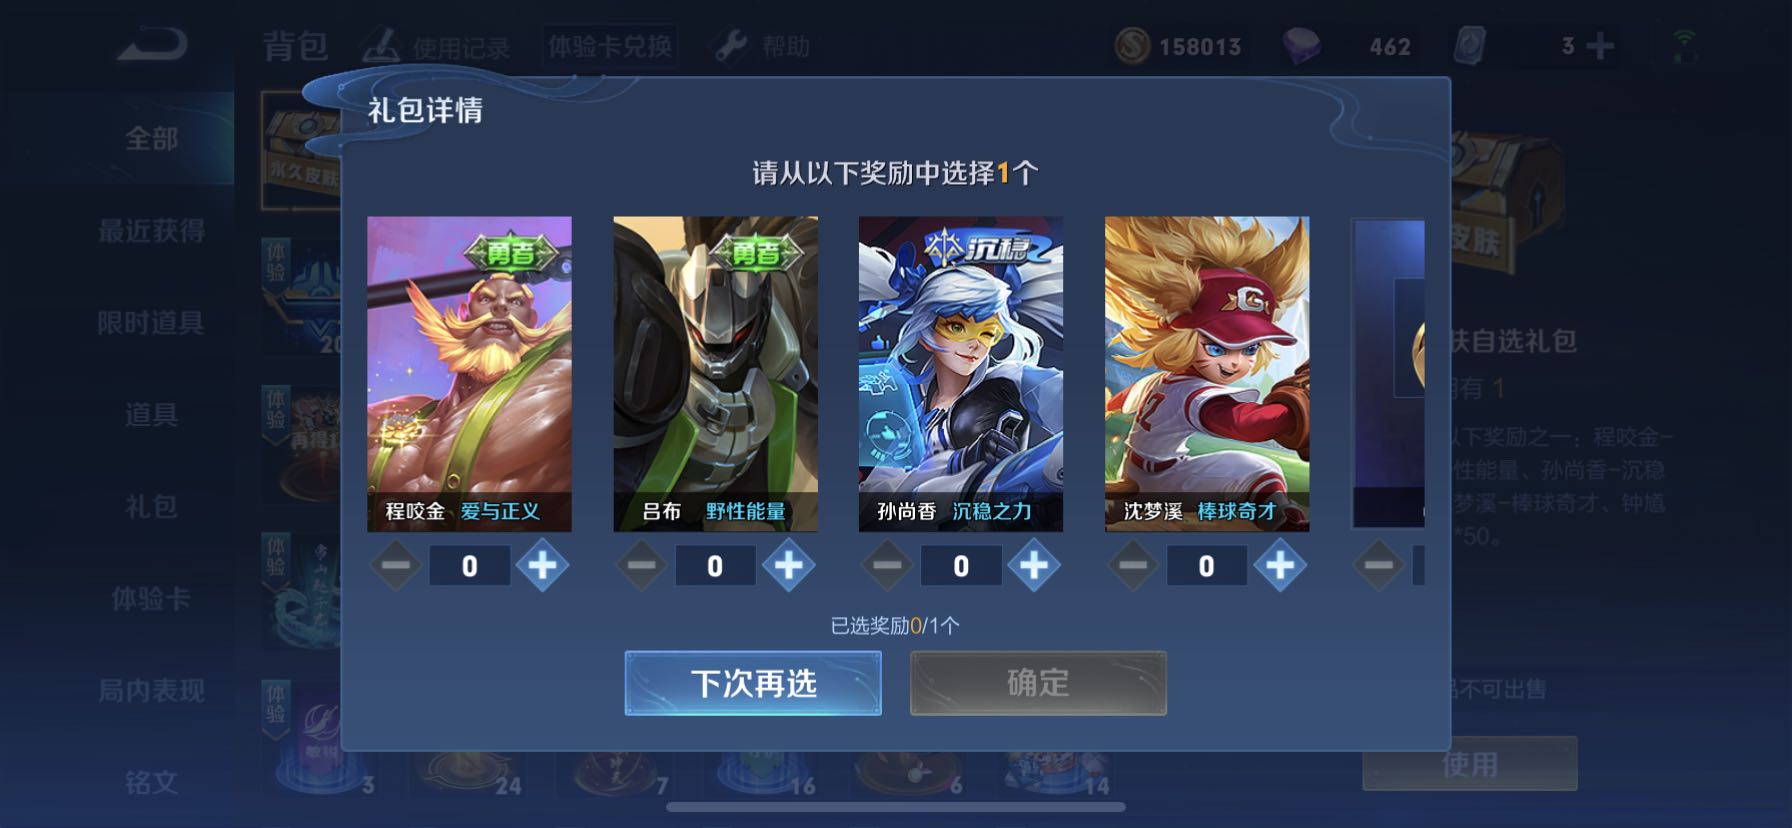 背包 使用记录 体验卡兑换 帮助 158013 462 3
礼包详情
全部
最近获得
限时道具
道具
礼包
体验卡
局内表现
铭文
永久皮肤
体验
体验
体验
体验
请从以下奖励中选择1个
勇者 勇者 沉稳
程咬金 爱与正义
吕布 野性能量
孙尚香 沉稳之力
沈梦溪 棒球奇才
0 0 0 0
已选奖励0/1个
下次再选 确定
皮肤
肤自选礼包
有 1
以下奖励之一：程咬金-
性能量、孙尚香-沉稳
梦溪-棒球奇才、钟馗
*50。
不可出售
使用
3 24 7 16 6 14